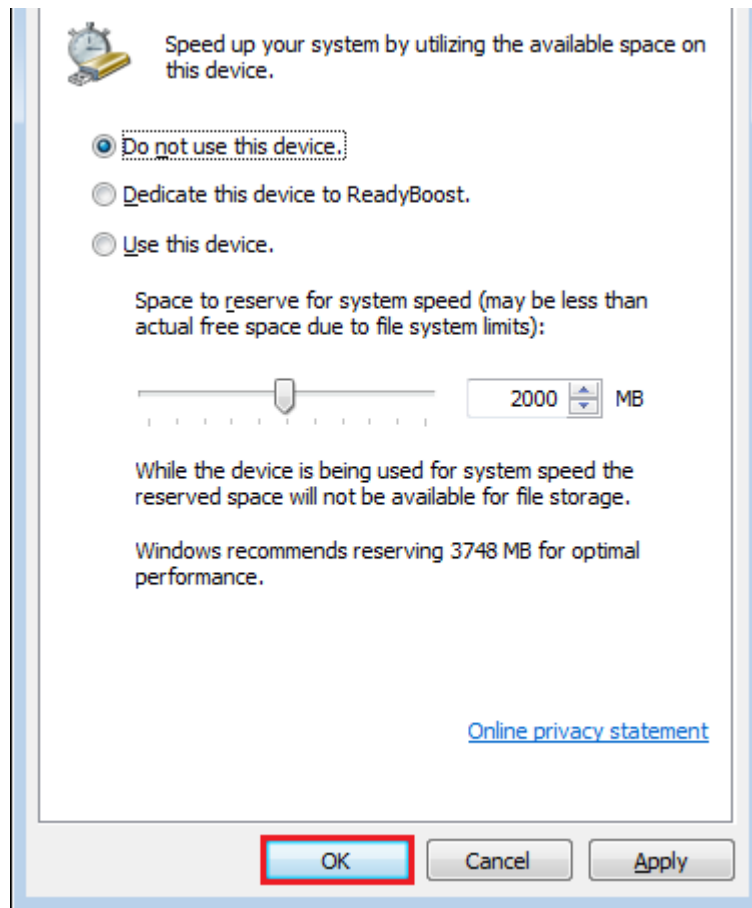 Speed up your system by utilizing the available space on
this device.
Do not use this device.
Dedicate this device to ReadyBoost.
Use this device.
Space to reserve for system speed (may be less than
actual free space due to file system limits):
2000 MB
While the device is being used for system speed the
reserved space will not be available for file storage.
Windows recommends reserving 3748 MB for optimal
performance.
Online privacy statement
OK Cancel Apply